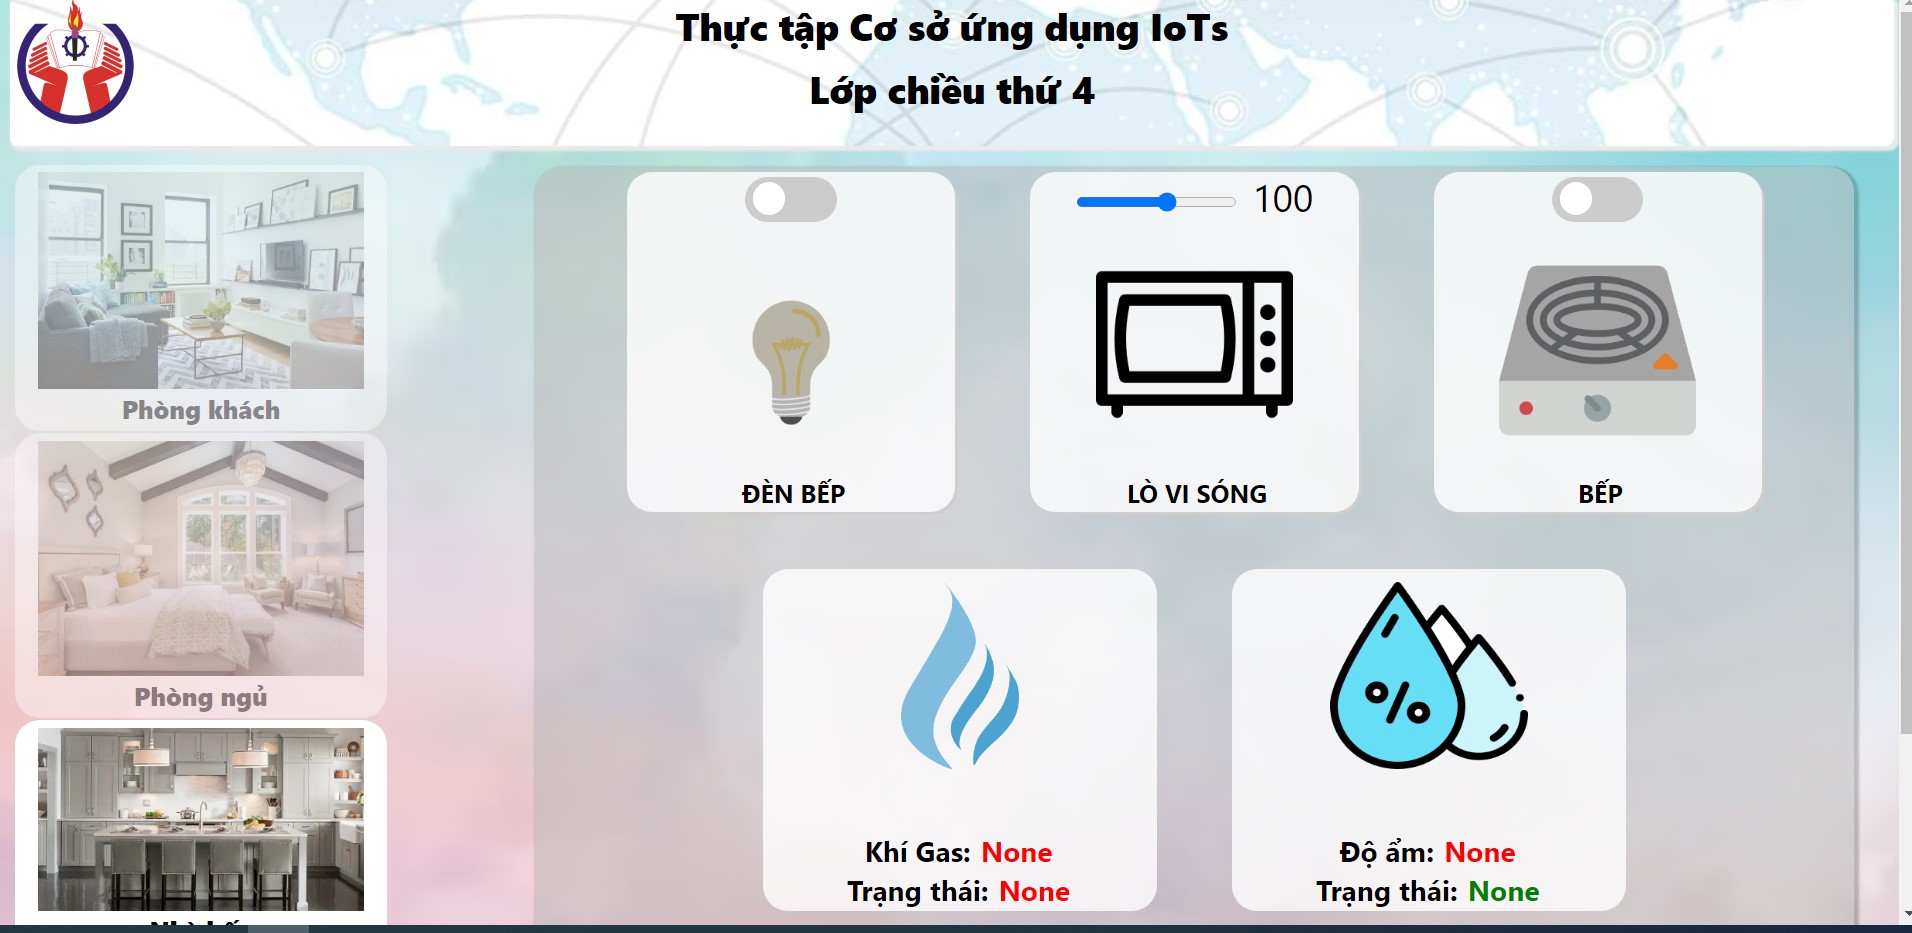 Thực tập Cơ sở ứng dụng IoTs
Lớp chiều thứ 4
Phòng khách
Phòng ngủ
100
ĐÈN BẾP
LÒ VI SÓNG
BẾP
%
Khí Gas: None
Trạng thái: None
Độ ẩm: None
Trạng thái: None